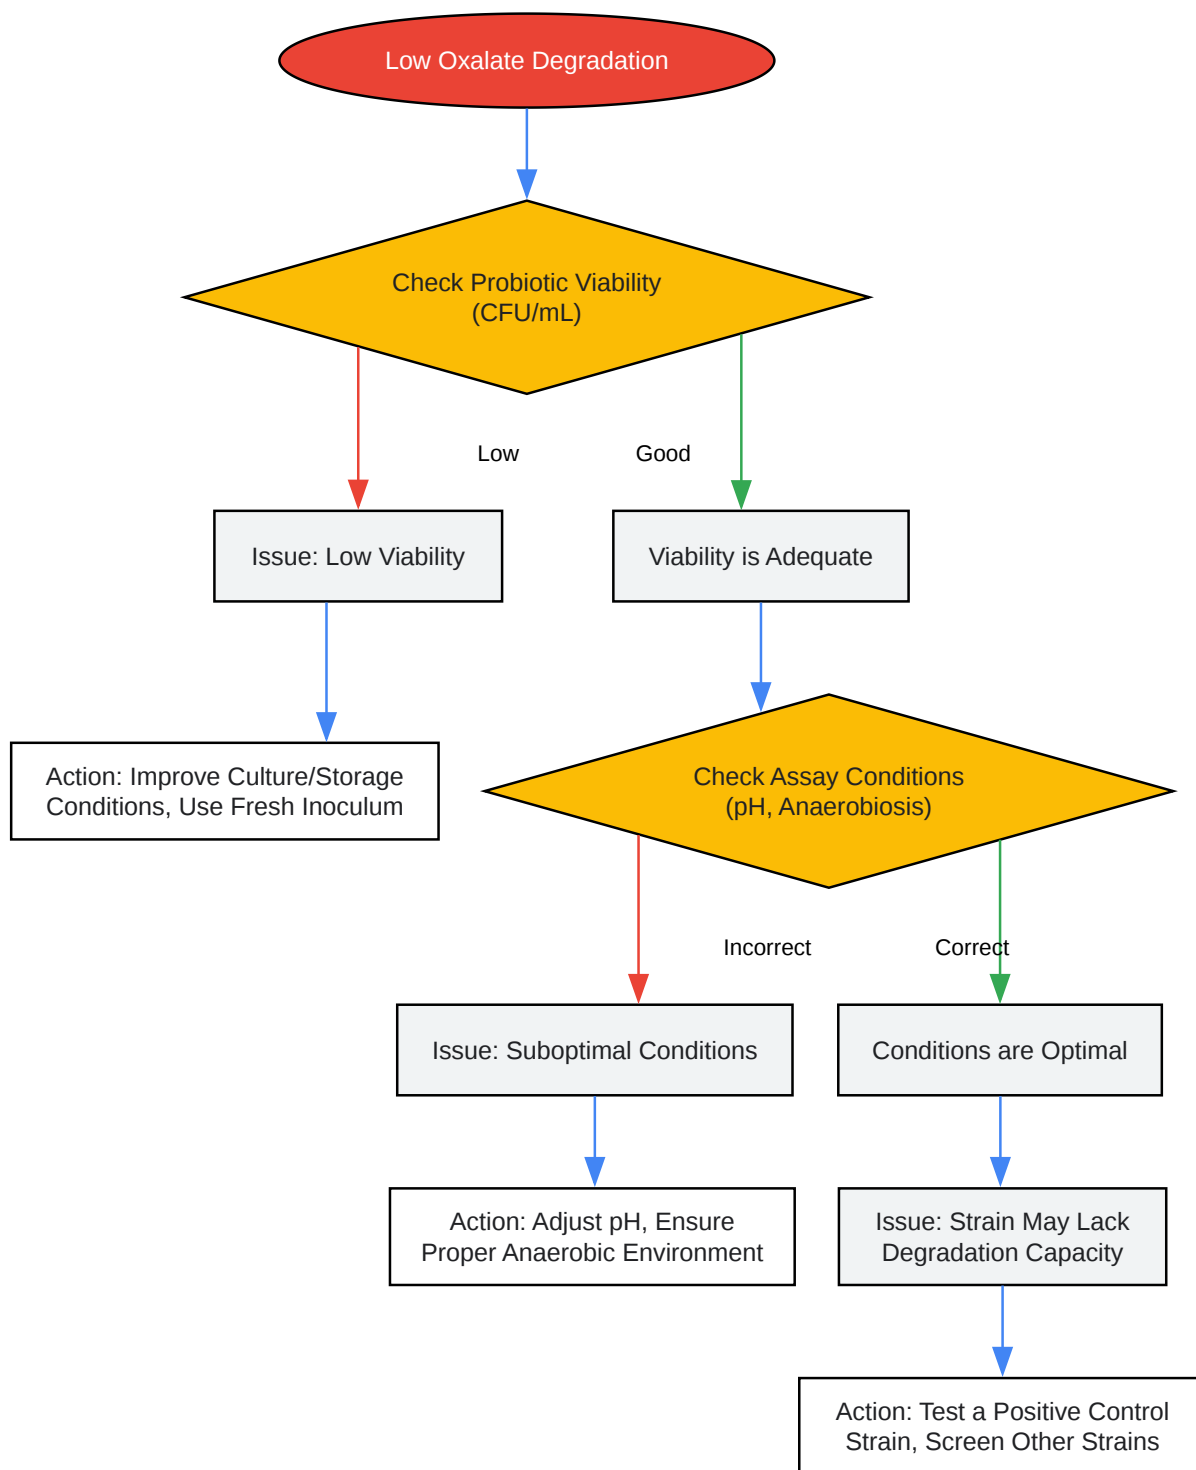 Low Oxalate Degradation
Check Probiotic Viability
(CFU/mL)
Low
Good
Issue: Low Viability
Viability is Adequate
Action: Improve Culture/Storage
Conditions, Use Fresh Inoculum
Check Assay Conditions
(pH, Anaerobiosis)
Incorrect
Correct
Issue: Suboptimal Conditions
Conditions are Optimal
Action: Adjust pH, Ensure
Proper Anaerobic Environment
Issue: Strain May Lack
Degradation Capacity
Action: Test a Positive Control
Strain, Screen Other Strains